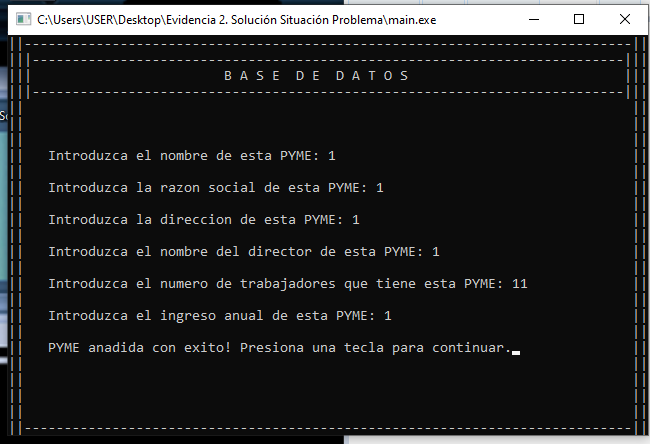 C:\Users\USER\Desktop\Evidencia 2. Solución Situación Problema\main.exe
B A S E  D E  D A T O S
Introduzca el nombre de esta PYME: 1
Introduzca la razon social de esta PYME: 1
Introduzca la direccion de esta PYME: 1
Introduzca el nombre del director de esta PYME: 1
Introduzca el numero de trabajadores que tiene esta PYME: 11
Introduzca el ingreso anual de esta PYME: 1
PYME anadida con exito! Presiona una tecla para continuar.